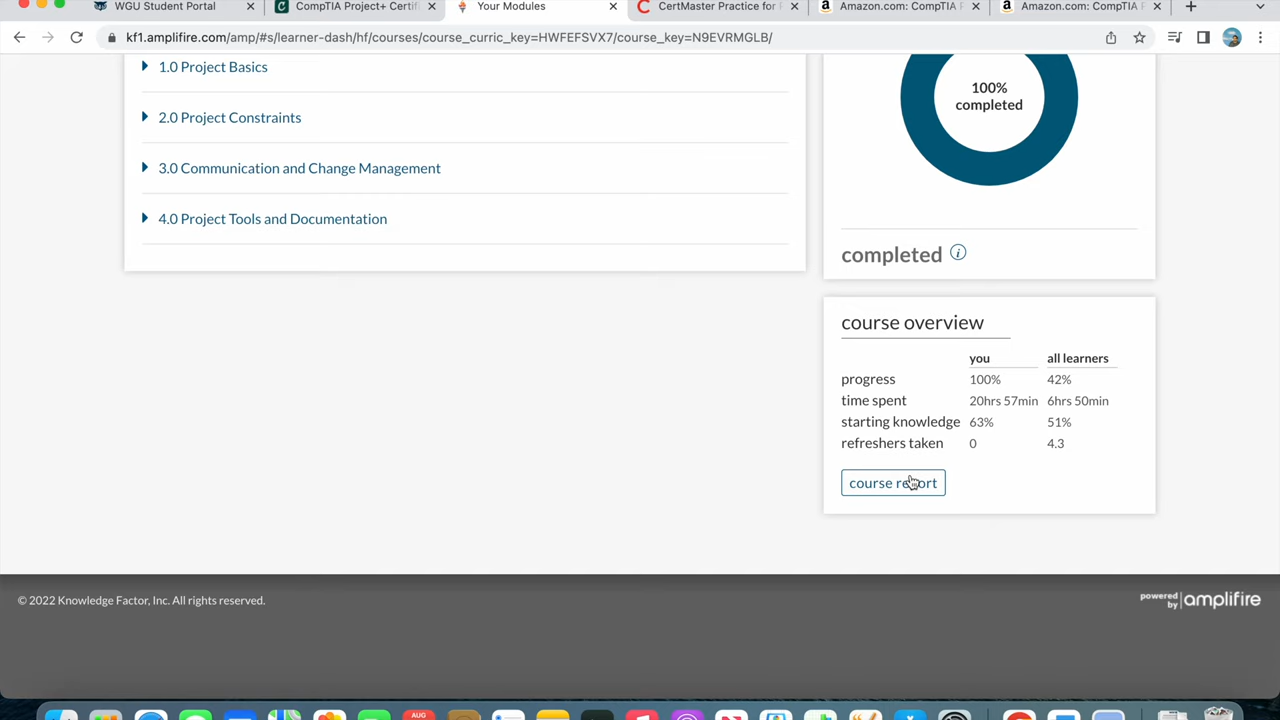 WGU Student Portal
CompTIA Project+ Certifi
Your Modules
CertMaster Practice for P
Amazon.com: CompTIA P
Amazon.com: CompTIA P
kf1.amplifire.com/amp/#s/learner-dash/hf/courses/course_curric_key=HWFEFSVX7/course_key=N9EVRMGLB/
1.0 Project Basics
2.0 Project Constraints
3.0 Communication and Change Management
4.0 Project Tools and Documentation
100%
completed
completed
course overview
you all learners
progress 100% 42%
time spent 20hrs 57min 6hrs 50min
starting knowledge 63% 51%
refreshers taken 0 4.3
course report
© 2022 Knowledge Factor, Inc. All rights reserved.
powered by amplifire
AUG